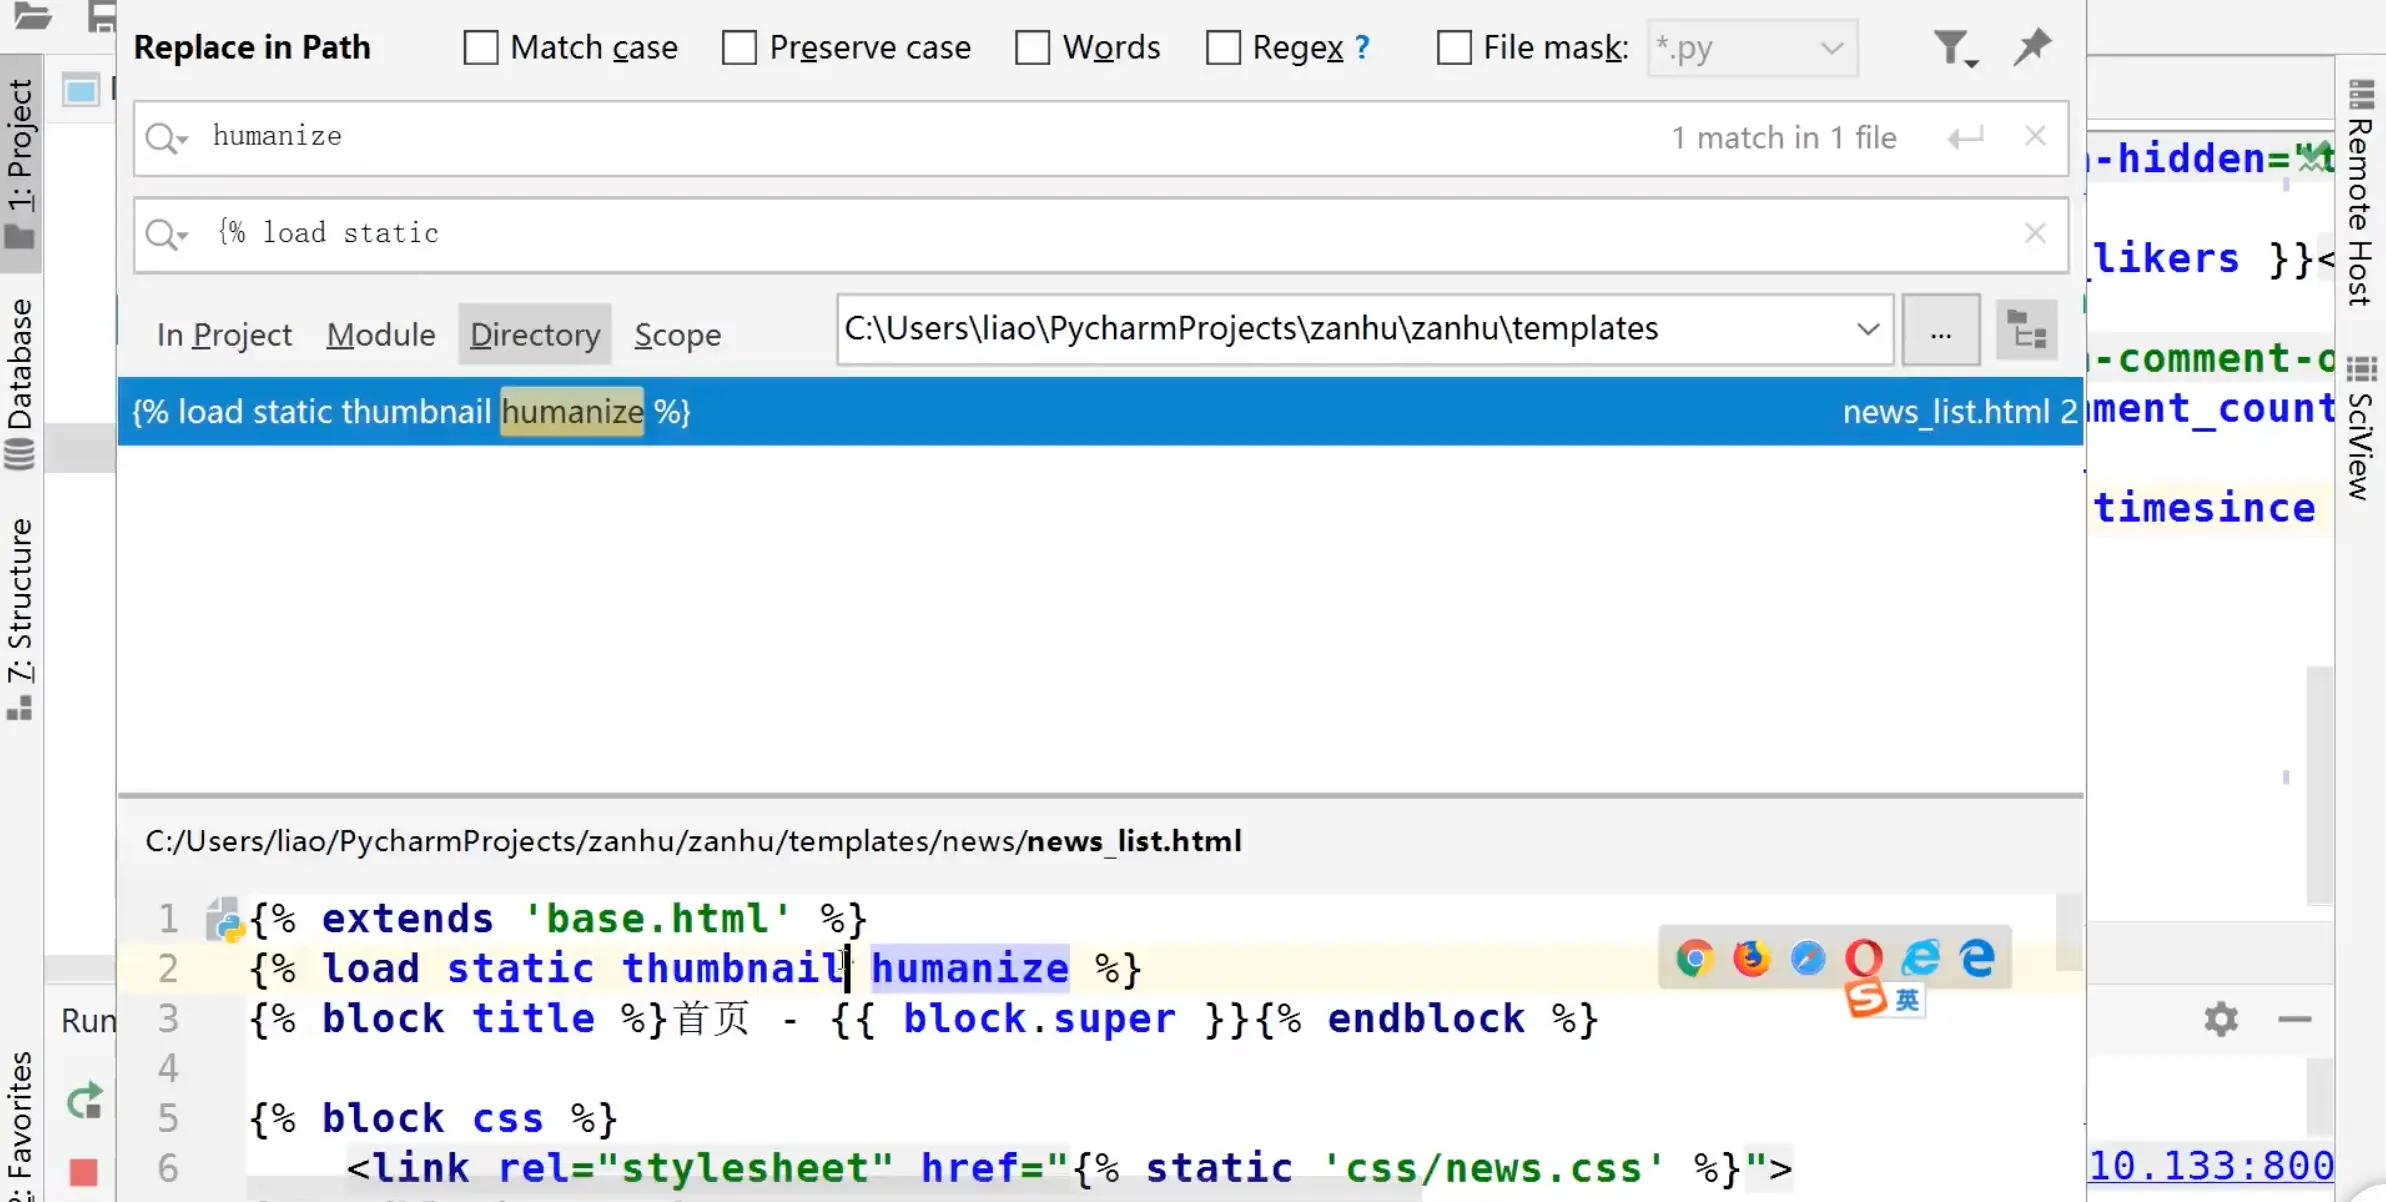 Replace in Path Match case Preserve case Words Regex ? File mask: *.py
humanize 1 match in 1 file
{% load static
In Project Module Directory Scope C:\Users\liao\PycharmProjects\zanhu\zanhu\templates ...
{% load static thumbnail humanize %} news_list.html 2
C:/Users/liao/PycharmProjects/zanhu/zanhu/templates/news/news_list.html
1 {% extends 'base.html' %}
2 {% load static thumbnail humanize %}
3 {% block title %}首页 - {{ block.super }}{% endblock %}
4
5 {% block css %}
6 <link rel="stylesheet" href="{% static 'css/news.css' %}">
英
1: Project
Database
7: Structure
Favorites
Run
-hidden="
likers }}<
-comment-
ment_count
timesince
10.133:800
Remote Host
SciView